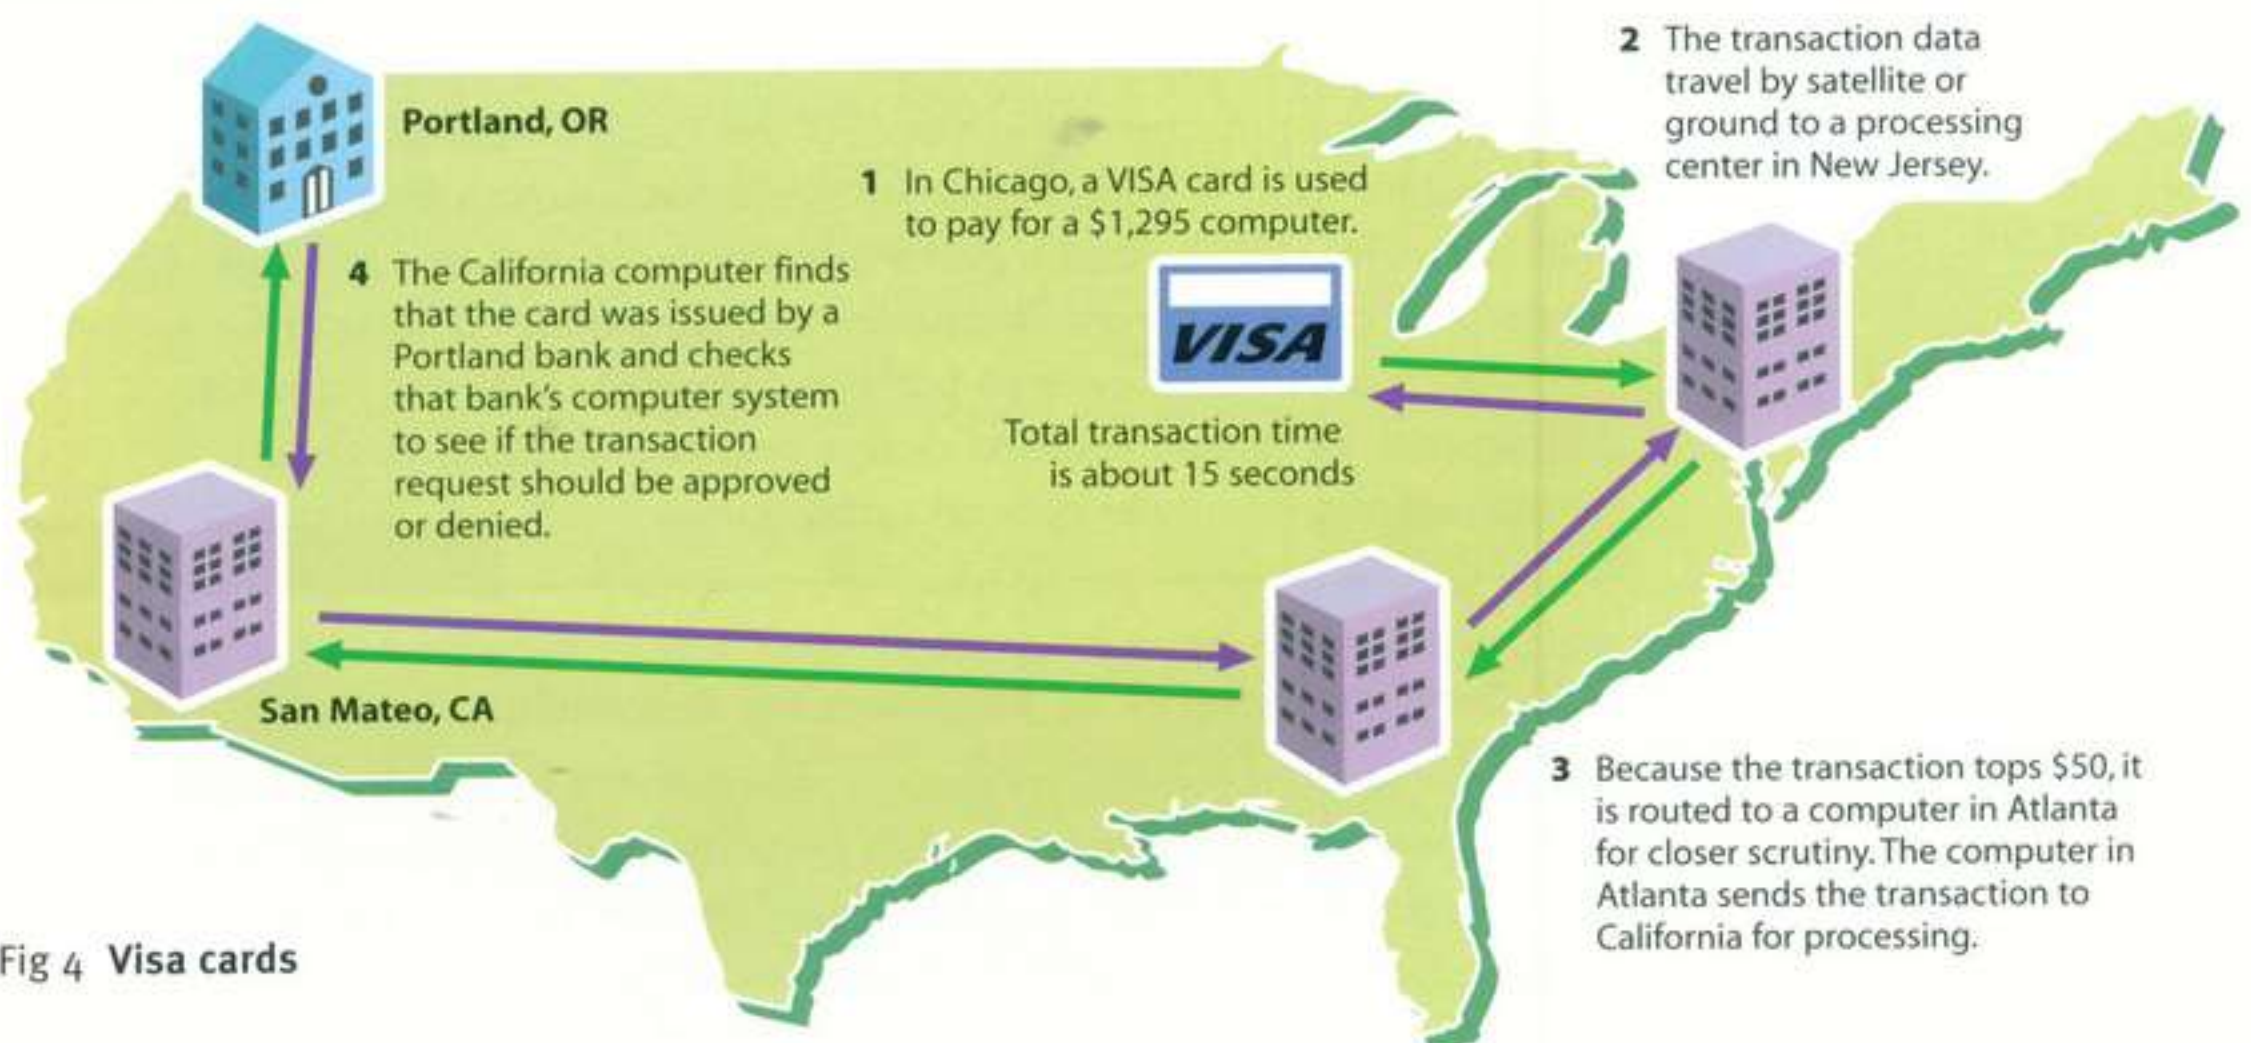 Portland, OR
1 In Chicago, a VISA card is used
to pay for a $1,295 computer.
VISA
Total transaction time
is about 15 seconds
2 The transaction data
travel by satellite or
ground to a processing
center in New Jersey.
3 Because the transaction tops $50, it
is routed to a computer in Atlanta
for closer scrutiny. The computer in
Atlanta sends the transaction to
California for processing.
4 The California computer finds
that the card was issued by a
Portland bank and checks
that bank's computer system
to see if the transaction
request should be approved
or denied.
San Mateo, CA
Fig 4 Visa cards